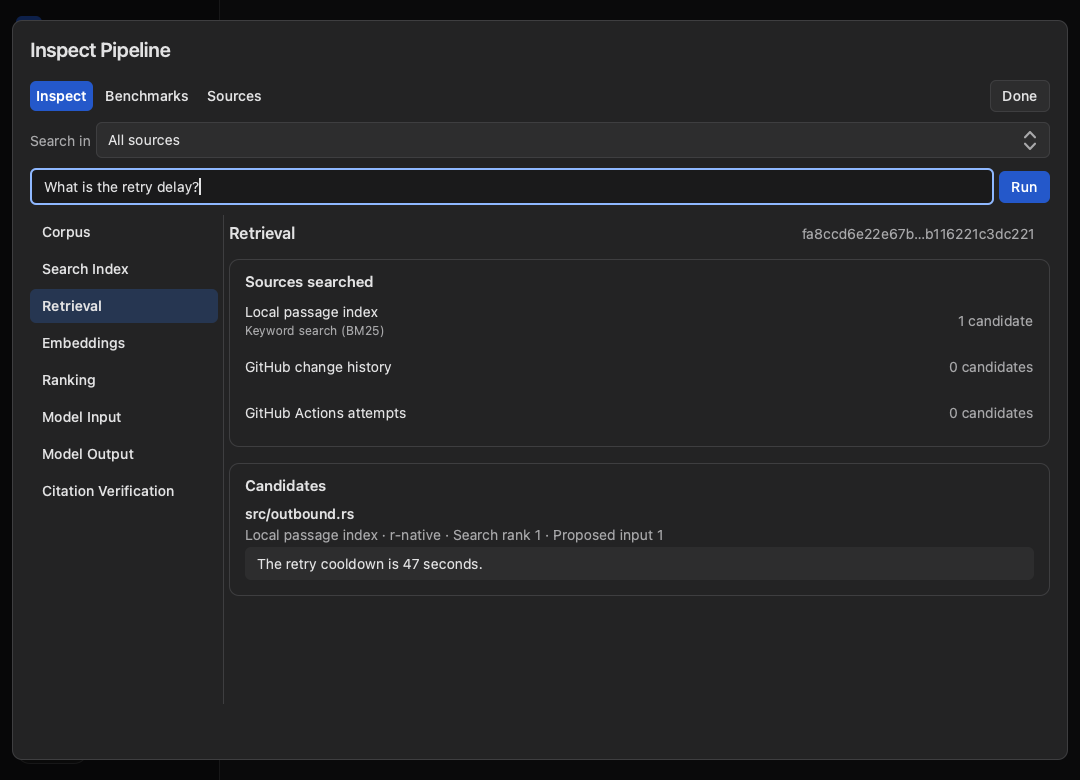 Inspect Pipeline
Inspect Benchmarks Sources Done
Search in All sources
What is the retry delay? Run
Corpus
Search Index
Retrieval
Embeddings
Ranking
Model Input
Model Output
Citation Verification
Retrieval fa8ccd6e22e67b...b116221c3dc221
Sources searched
Local passage index
Keyword search (BM25)
1 candidate
GitHub change history 0 candidates
GitHub Actions attempts 0 candidates
Candidates
src/outbound.rs
Local passage index · r-native · Search rank 1 · Proposed input 1
The retry cooldown is 47 seconds.